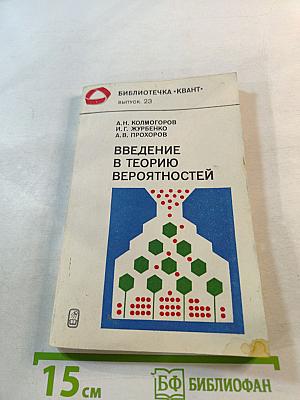 БИБЛИОТЕЧКА «КВАНТ»
ВЫПУСК 23
А. Н. КОЛМОГОРОВ
И. Г. ЖУРБЕНКО
А. В. ПРОХОРОВ
ВВЕДЕНИЕ
В ТЕОРИЮ
ВЕРОЯТНОСТЕЙ
15 см
БФ БИБЛИОФАН